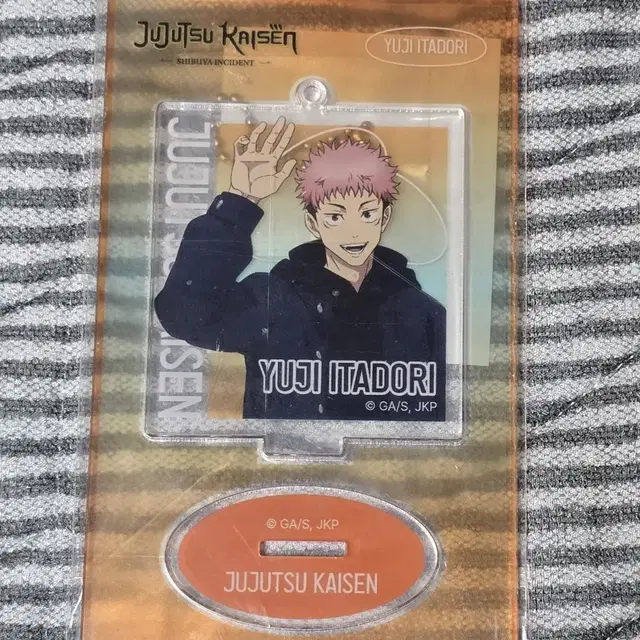 JUJUTSU KAISEN
SHIBUYA INCIDENT
YUJI ITADORI
JUJUTSU KAISEN
YUJI ITADORI
© GA/S, JKP
© GA/S, JKP
JUJUTSU KAISEN